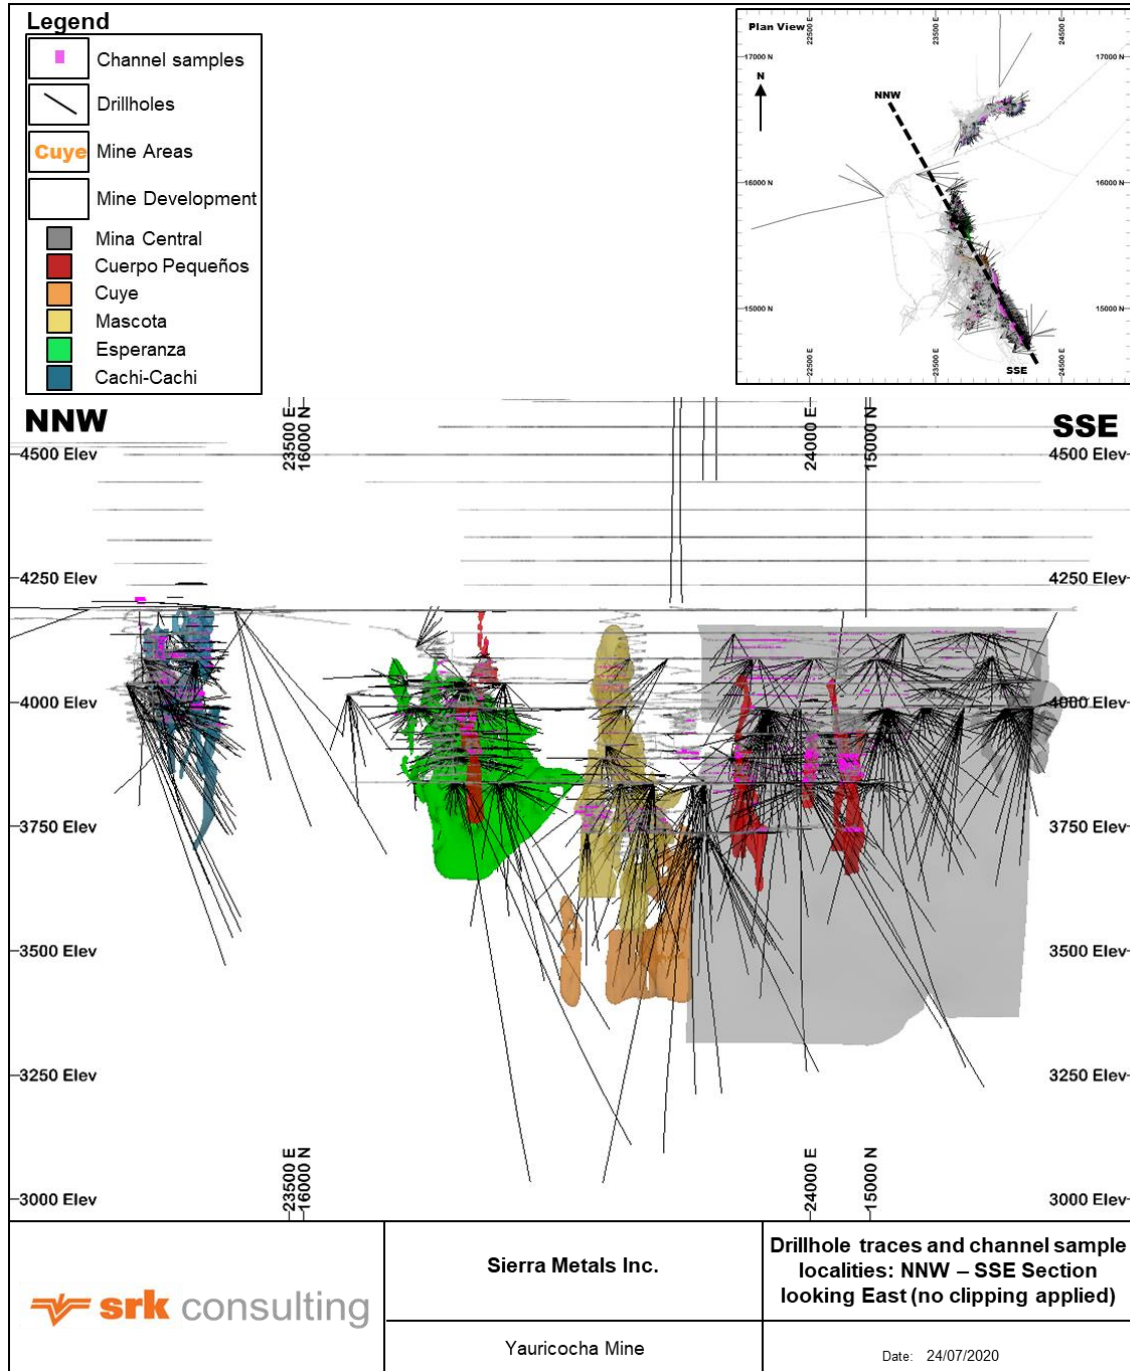 Legend
Channel samples
Drillholes
Cuye Mine Areas
Mine Development
Mina Central
Cuerpo Pequeños
Cuye
Mascota
Esperanza
Cachi-Cachi
Plan View
22500 E
23500 E
24500 E
17000 N
17000 N
N
NNW
16000 N
16000 N
15000 N
15000 N
SSE
22500 E
23500 E
24500 E
NNW
SSE
23500 E
16000 N
24000 E
15000 N
4500 Elev
4500 Elev
4250 Elev
4250 Elev
4000 Elev
4000 Elev
3750 Elev
3750 Elev
3500 Elev
3500 Elev
3250 Elev
3250 Elev
23500 E
16000 N
24000 E
15000 N
3000 Elev
3000 Elev
srk consulting
Sierra Metals Inc.
Yauricocha Mine
Drillhole traces and channel sample
localities: NNW – SSE Section
looking East (no clipping applied)
Date: 24/07/2020